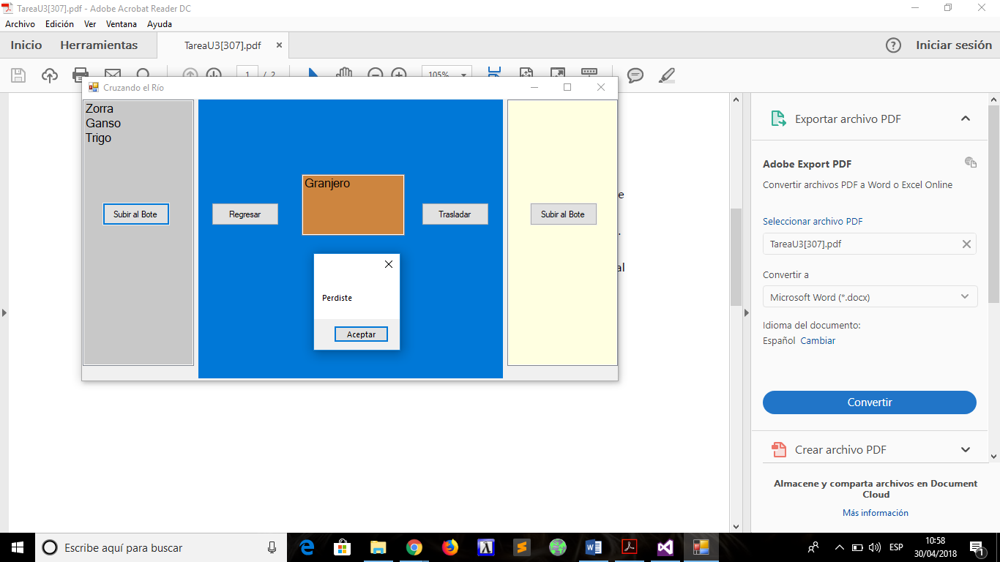 TareaU3[307].pdf - Adobe Acrobat Reader DC
Archivo Edición Ver Ventana Ayuda
Inicio Herramientas TareaU3[307].pdf Iniciar sesión
1 / 2 105%
Cruzando el Río
Zorra
Ganso
Trigo
Granjero
Subir al Bote Regresar Trasladar Subir al Bote
Perdiste
Aceptar
e
.
al
Exportar archivo PDF
Adobe Export PDF
Convertir archivos PDF a Word o Excel Online
Seleccionar archivo PDF
TareaU3[307].pdf
Convertir a
Microsoft Word (*.docx)
Idioma del documento:
Español Cambiar
Convertir
Crear archivo PDF
Almacene y comparta archivos en Document
Cloud
Más información
Escribe aquí para buscar
ESP
10:58
30/04/2018
1